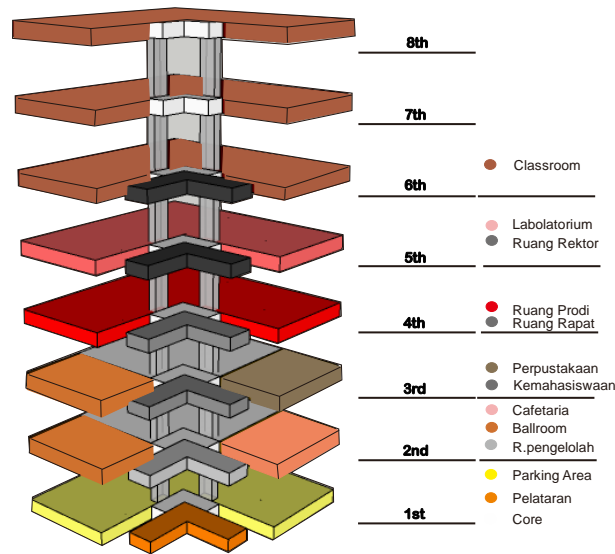 8th
7th
Classroom
6th
Labolatorium
Ruang Rektor
5th
Ruang Prodi
Ruang Rapat
4th
Perpustakaan
Kemahasiswaan
3rd
Cafetaria
Ballroom
R.pengelolah
2nd
Parking Area
Pelataran
Core
1st